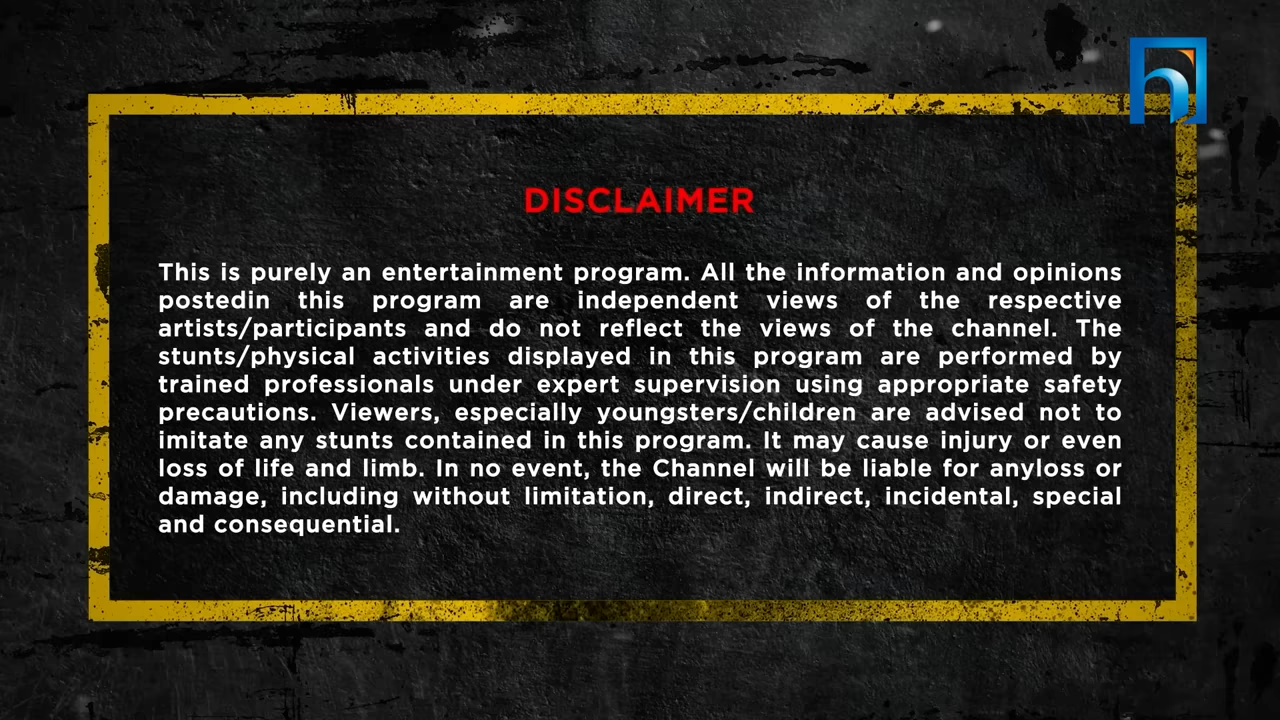 DISCLAIMER
This is purely an entertainment program. All the information and opinions
postedin this program are independent views of the respective
artists/participants and do not reflect the views of the channel. The
stunts/physical activities displayed in this program are performed by
trained professionals under expert supervision using appropriate safety
precautions. Viewers, especially youngsters/children are advised not to
imitate any stunts contained in this program. It may cause injury or even
loss of life and limb. In no event, the Channel will be liable for anyloss or
damage, including without limitation, direct, indirect, incidental, special
and consequential.